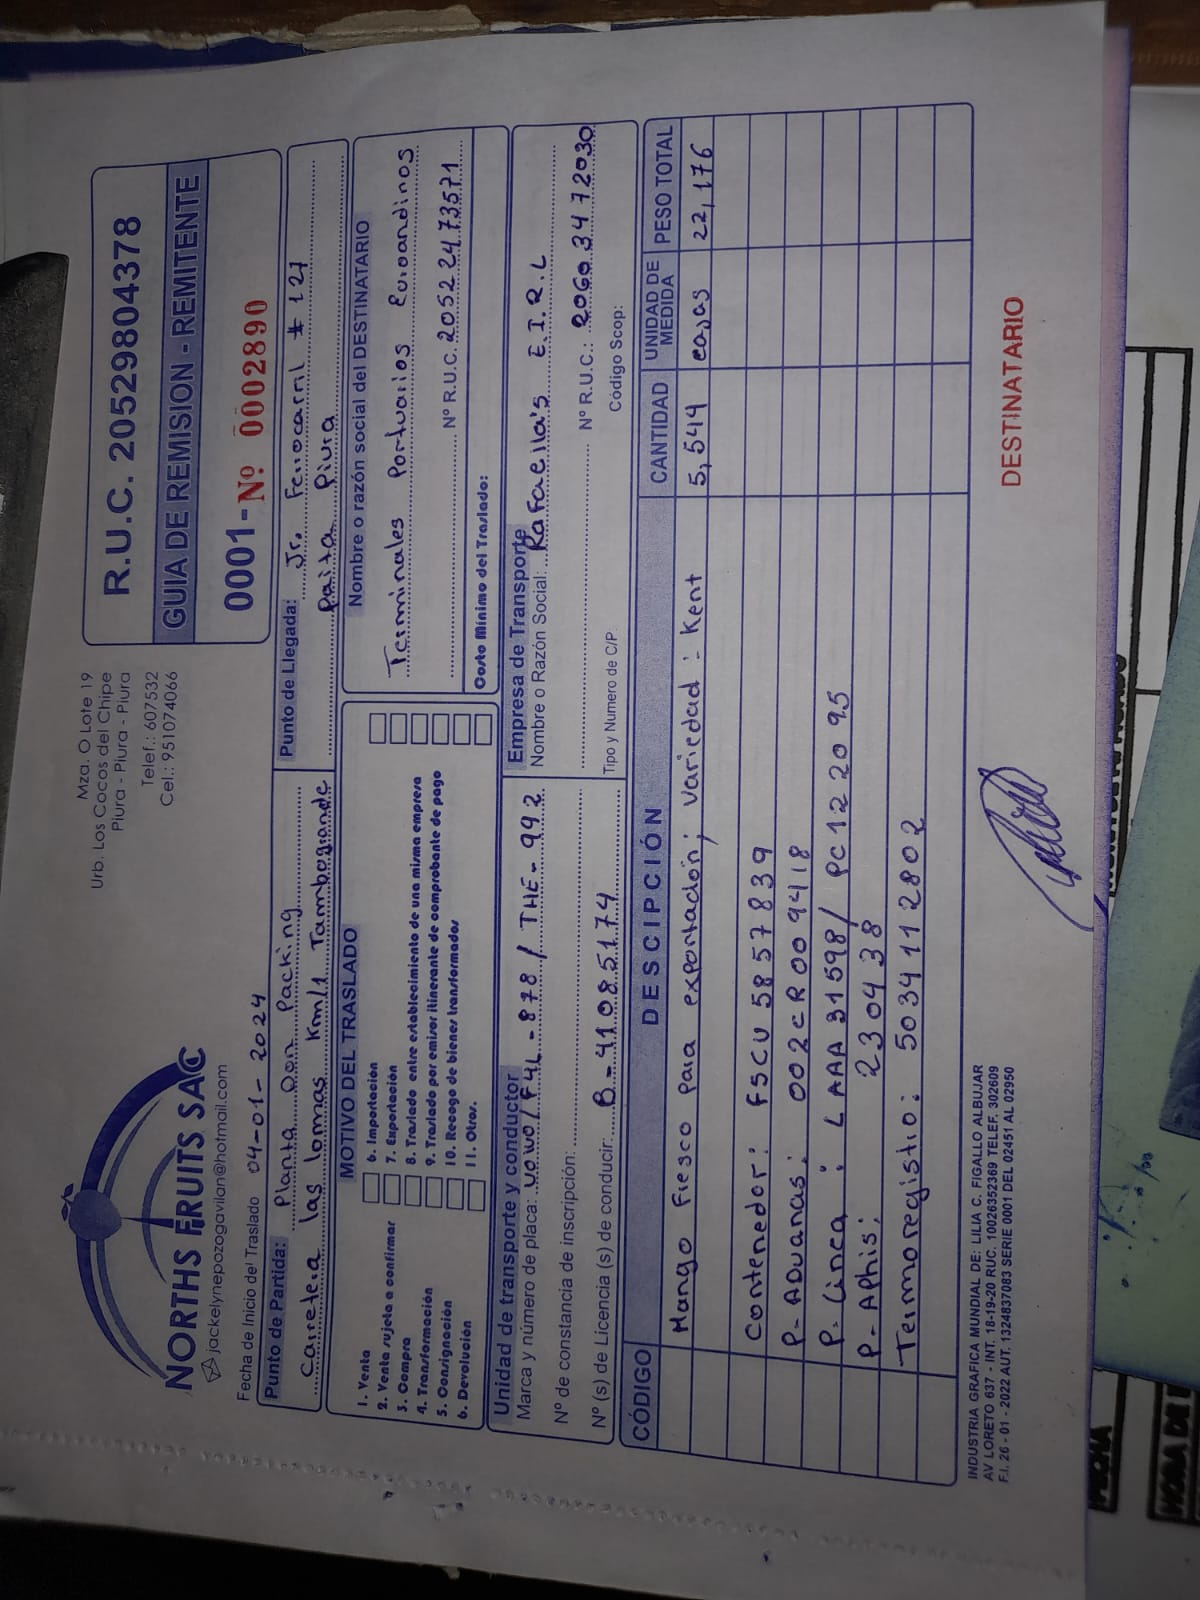 NORTHS FRUITS SAC
jackelynepozogavilan@hotmail.com
Mza. O Lote 19
Urb. Los Cocos del Chipe
Piura - Piura - Piura
Telef.: 607532
Cel.: 951074066
R.U.C. 20529804378
GUIA DE REMISION - REMITENTE
0001-Nº 0002890
Fecha de Inicio del Traslado 04-01-2024
Punto de Partida: Planta Don Packing
Carretera las lomas Km11 Tambogrande
Punto de Llegada: Jr. Ferrocarril # 127
Paita Piura
MOTIVO DEL TRASLADO
1. Venta
2. Venta sujeta a confirmar
3. Compra
4. Transformación
5. Consignación
6. Devolución
6. Importación
7. Exportación
8. Traslado entre establecimiento de una misma empresa
9. Traslado por emisor itinerante de comprobante de pago
10. Recogo de bienes transformados
11. Otros.
Nombre o razón social del DESTINATARIO
Terminales Portuarios Euroandinos
Nº R.U.C. 20522473571
Costo Mínimo del Traslado:
Unidad de transporte y conductor
Marca y número de placa: VOLVO / F4L - 878 / THE - 992
Nº de constancia de inscripción:
Nº (s) de Licencia (s) de conducir: B - 41085174
Empresa de Transporte
Nombre o Razón Social: Rafaella's E.I.R.L
Nº R.U.C.: 20603472030
Tipo y Numero de C/P
Código Scop:
CÓDIGO DESCIPCIÓN CANTIDAD UNIDAD DE MEDIDA PESO TOTAL
Mango Fresco para exportación; variedad: Kent 5,544 cajas 22,176
Contenedor: FSCU 5857839
P- ADuanas: 002CR009418
P- Linea : LAAA31598/ PC1222095
P- Aphis: 230438
Termoregistro: 5034112802
INDUSTRIA GRAFICA MUNDIAL DE: LILIA C. FIGALLO ALBUJAR
AV LORETO 637 - INT. 18-19-20 RUC. 10026352369 TELEF. 302609
F.I. 26 - 01 - 2022 AUT. 1324837083 SERIE 0001 DEL 02451 AL 02950
DESTINATARIO
FECHA
HORA DE